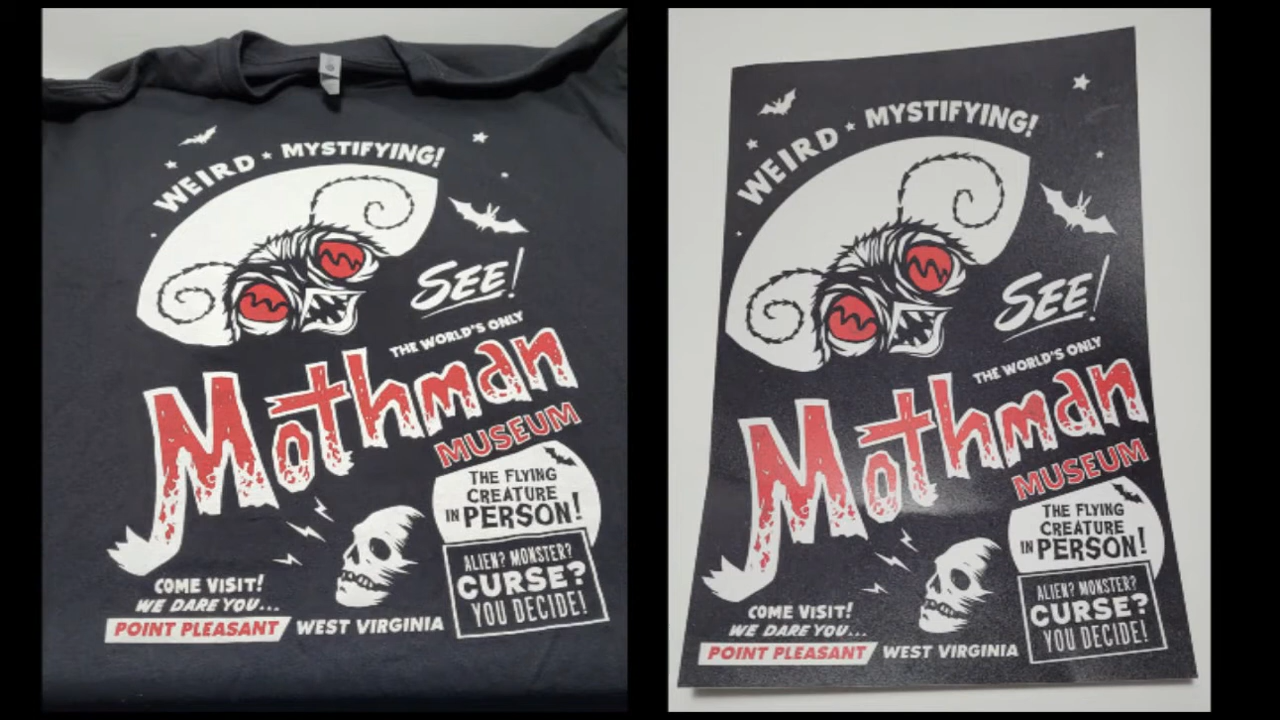 WEIRD ★ MYSTIFYING!
SEE!
THE WORLD'S ONLY
Mothman
MUSEUM
THE FLYING
CREATURE
IN PERSON!
ALIEN? MONSTER?
CURSE?
YOU DECIDE!
COME VISIT!
WE DARE YOU...
POINT PLEASANT WEST VIRGINIA
WEIRD ★ MYSTIFYING!
SEE!
THE WORLD'S ONLY
Mothman
MUSEUM
THE FLYING
CREATURE
IN PERSON!
ALIEN? MONSTER?
CURSE?
YOU DECIDE!
COME VISIT!
WE DARE YOU...
POINT PLEASANT WEST VIRGINIA